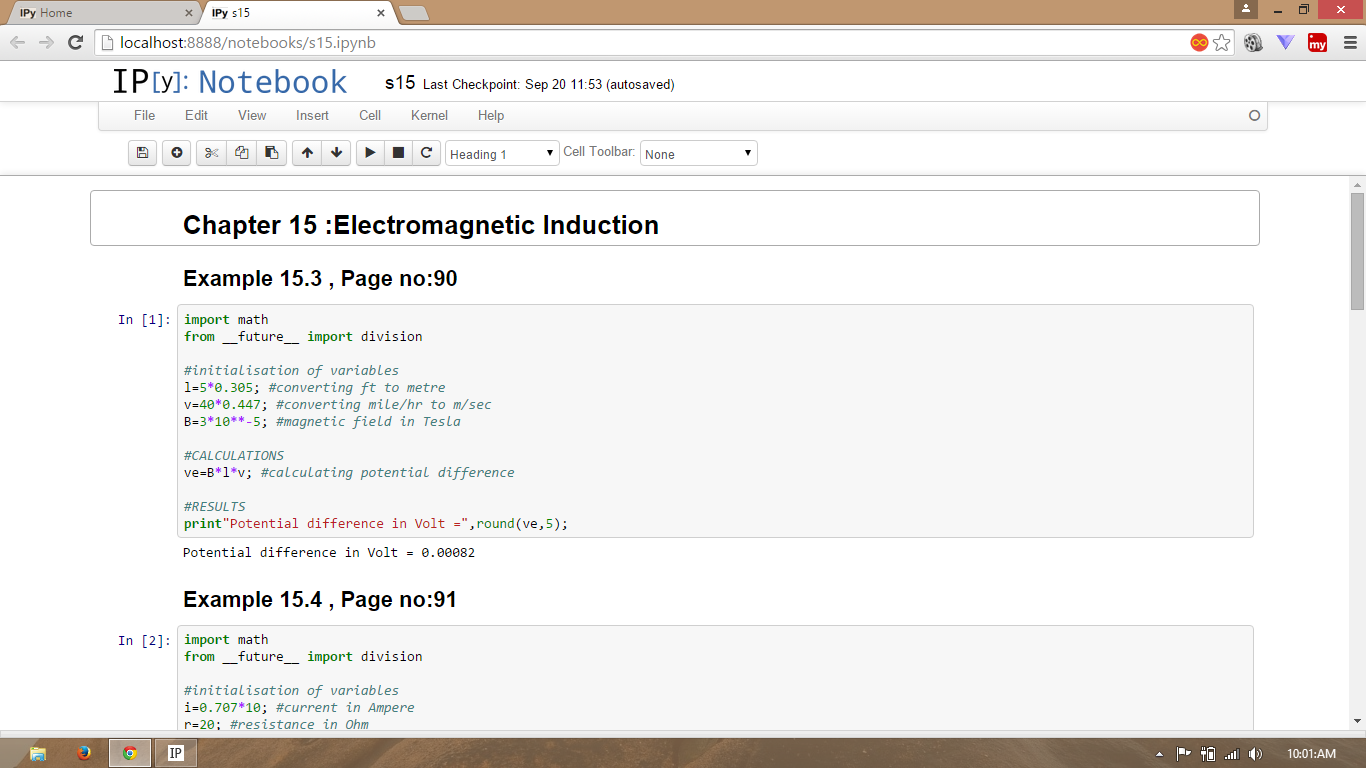 IPy Home
IPy s15
localhost:8888/notebooks/s15.ipynb
my
IP[y]: Notebook
s15 Last Checkpoint: Sep 20 11:53 (autosaved)
File Edit View Insert Cell Kernel Help
Heading 1
Cell Toolbar: None
Chapter 15 :Electromagnetic Induction
Example 15.3 , Page no:90
In [1]: import math
from __future__ import division
#initialisation of variables
l=5*0.305; #converting ft to metre
v=40*0.447; #converting mile/hr to m/sec
B=3*10**-5; #magnetic field in Tesla
#CALCULATIONS
ve=B*l*v; #calculating potential difference
#RESULTS
print"Potential difference in Volt =",round(ve,5);
Potential difference in Volt = 0.00082
Example 15.4 , Page no:91
In [2]: import math
from __future__ import division
#initialisation of variables
i=0.707*10; #current in Ampere
r=20; #resistance in Ohm
IP
10:01:AM